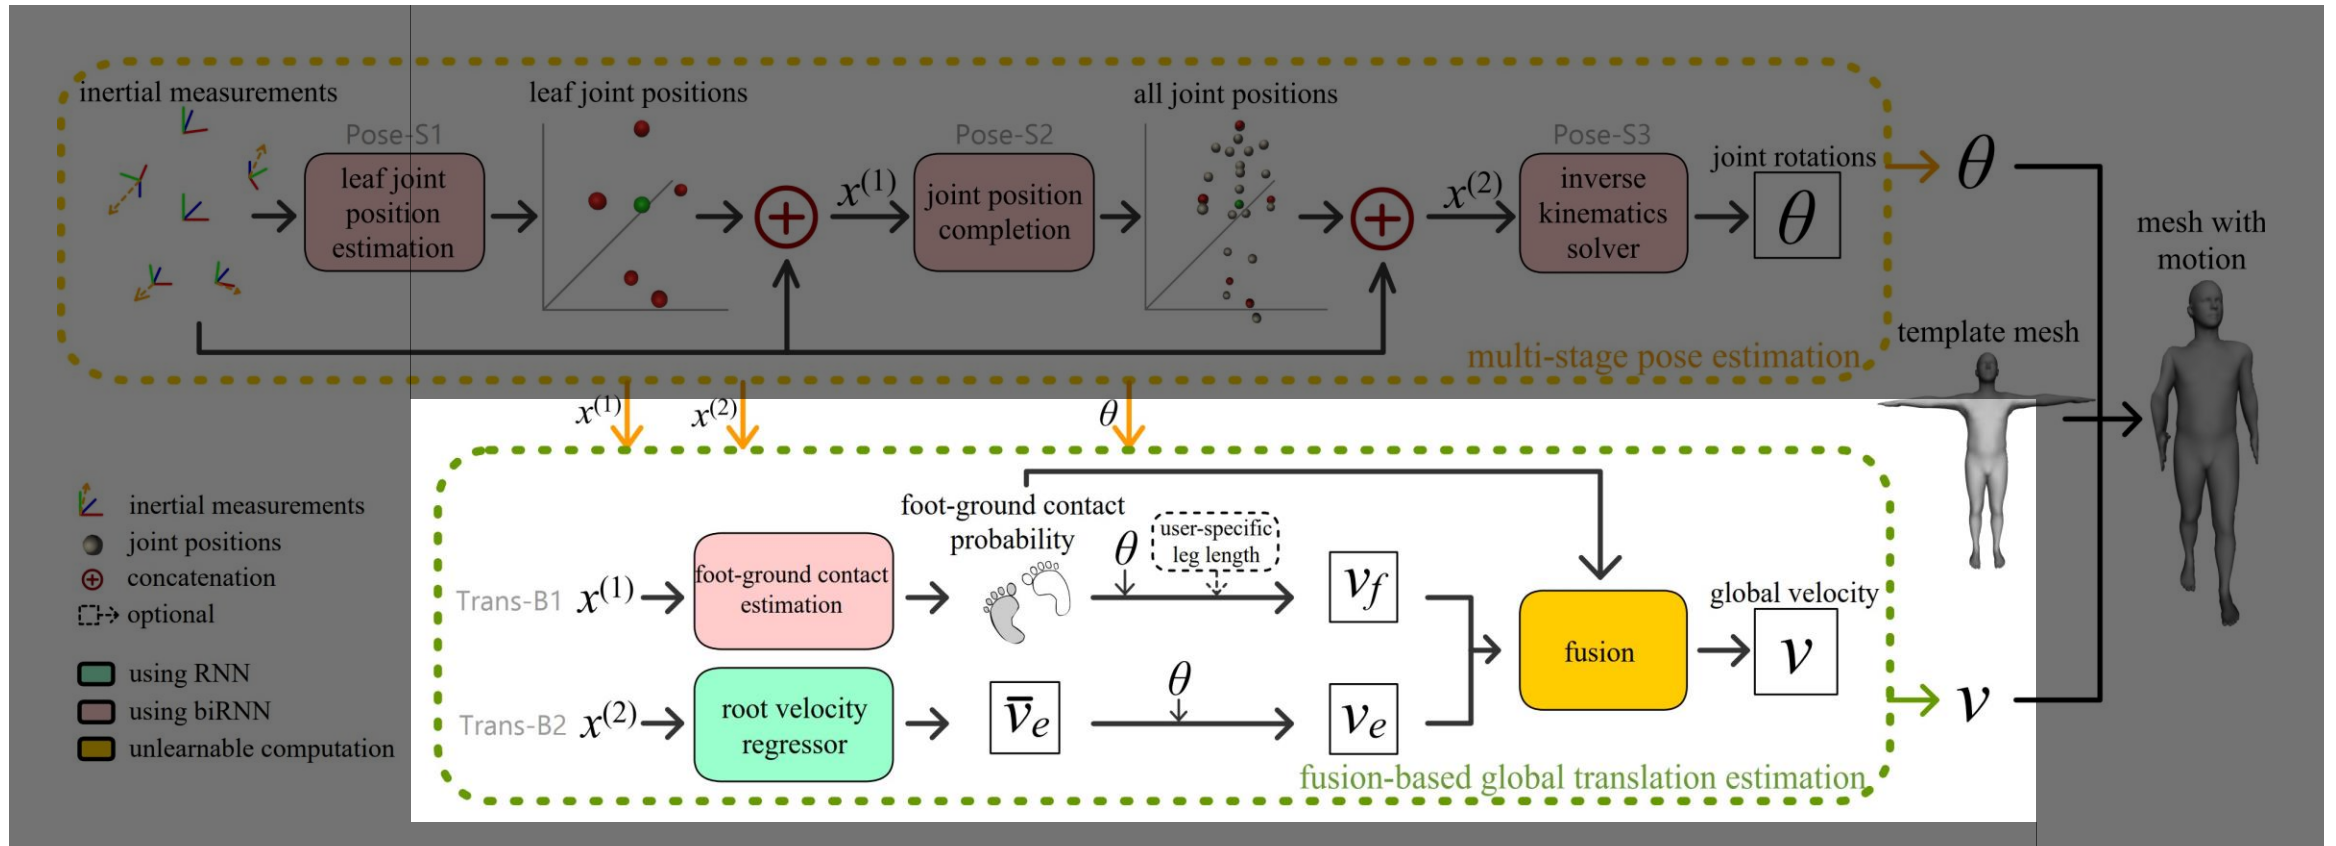 inertial measurements
leaf joint positions
all joint positions
Pose-S1
Pose-S2
Pose-S3
leaf joint
position
estimation
x(1)
joint position
completion
x(2)
inverse
kinematics
solver
joint rotations
θ
θ
mesh with
motion
template mesh
multi-stage pose estimation
x(1)
x(2)
θ
inertial measurements
joint positions
concatenation
optional
using RNN
using biRNN
unlearnable computation
foot-ground contact
probability
θ
user-specific
leg length
Trans-B1 x(1)
foot-ground contact
estimation
vf
fusion
global velocity
v
Trans-B2 x(2)
root velocity
regressor
v̄e
θ
ve
v
fusion-based global translation estimation